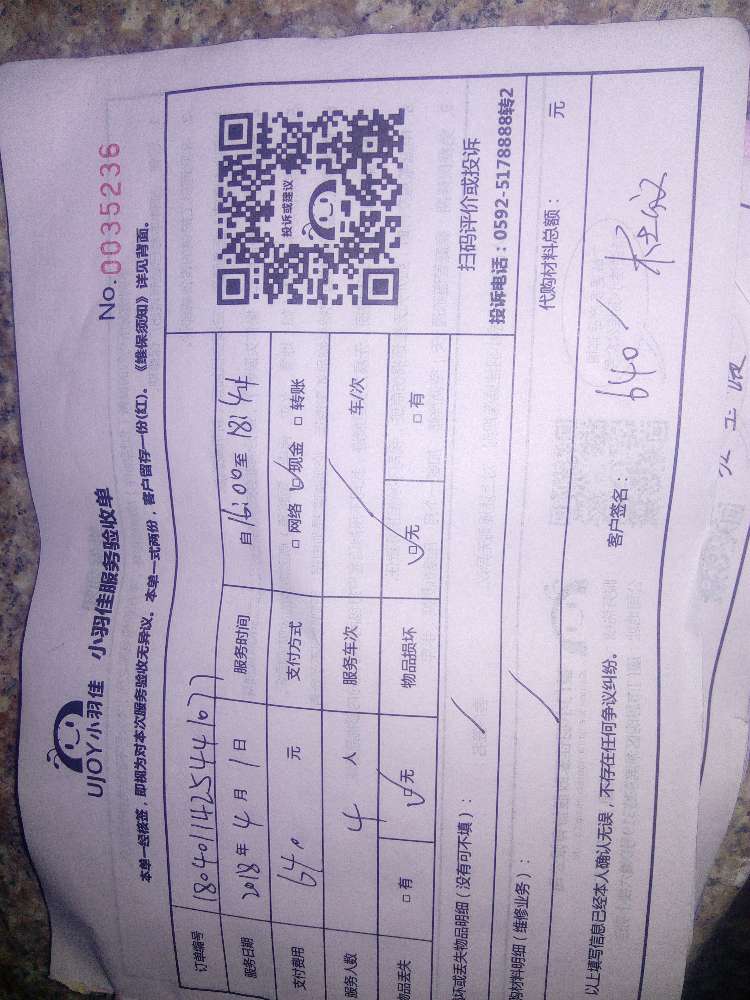 UJOY小羽佳 小羽佳服务验收单
No.0035236
本单一经核签，即视为对本次服务验收无异议。本单一式两份，客户留存一份(红)。《维保须知》详见背面。
订单编号 1804011425441677
服务日期 2018年4月1日 服务时间 自16:00至18:44
支付费用 640 元 支付方式 □网络 □现金 □转账
服务人数 4 人 服务车次 车/次
物品丢失 □有 □无 物品损坏 □无 □有
投诉或建议
扫码评价或投诉
投诉电话：0592-5178888转2
坏或丢失物品明细（没有可不填）：
购材料明细（维修业务）：
代购材料总额： 元
以上填写信息已经本人确认无误，不存在任何争议纠纷。
客户签名：
640